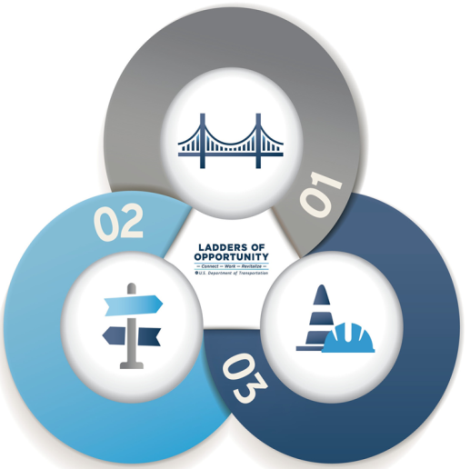 01
02
LADDERS OF
OPPORTUNITY
– Connect – Work – Revitalize –
U.S. Department of Transportation
03